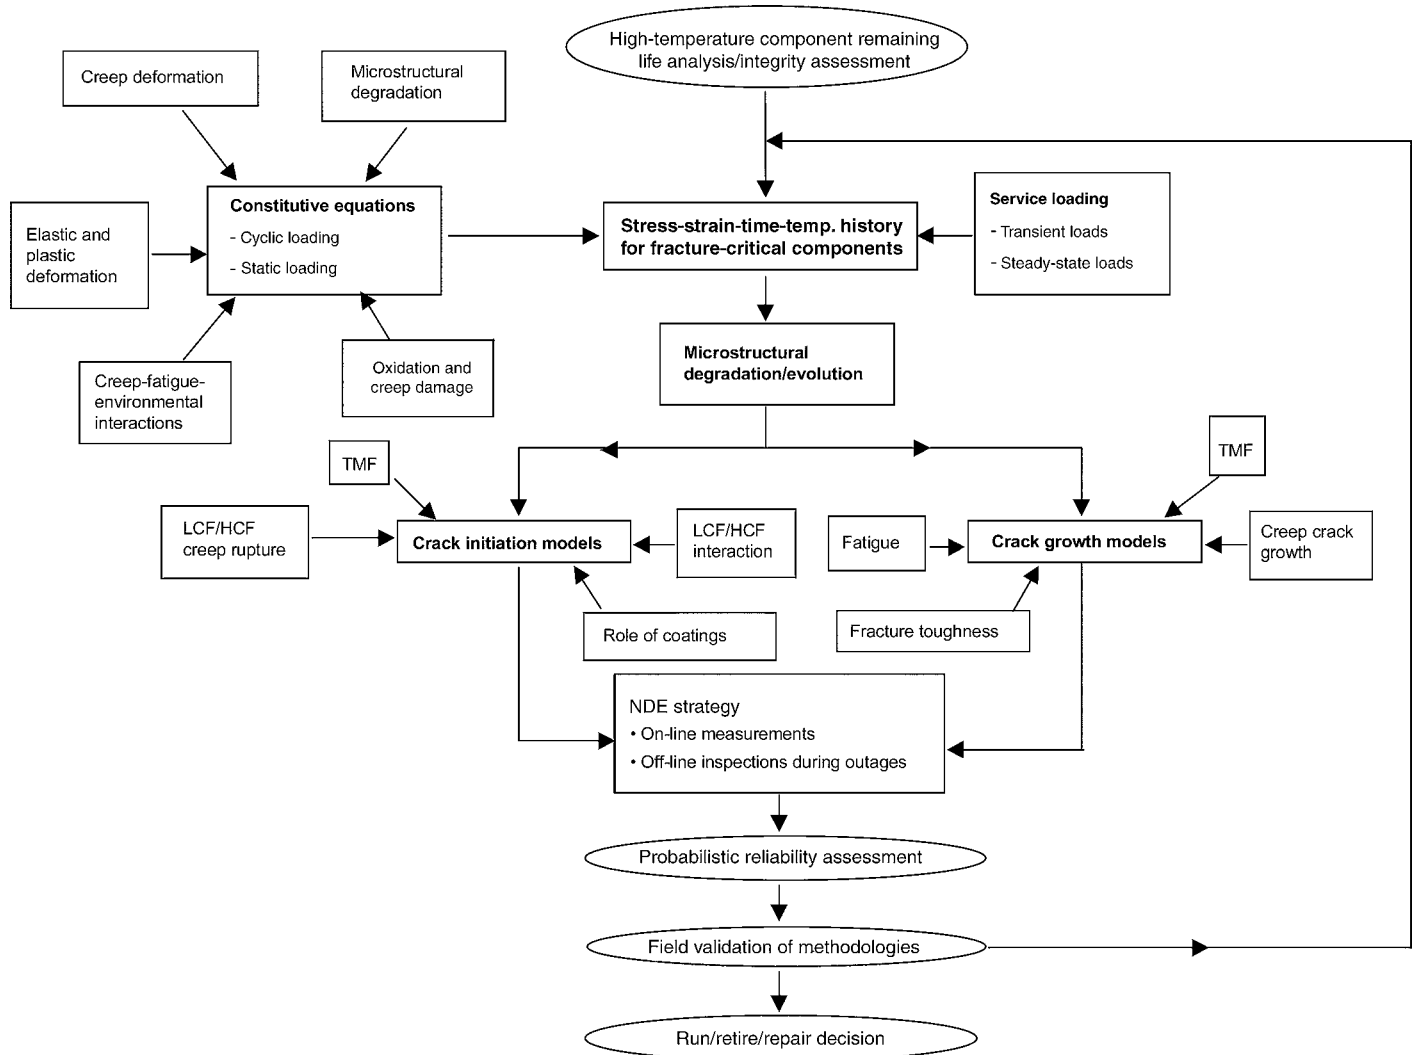 High-temperature component remaining
life analysis/integrity assessment
Creep deformation
Microstructural
degradation
Constitutive equations
- Cyclic loading
- Static loading
Elastic and
plastic
deformation
Stress-strain-time-temp. history
for fracture-critical components
Service loading
- Transient loads
- Steady-state loads
Creep-fatigue-
environmental
interactions
Oxidation and
creep damage
Microstructural
degradation/evolution
TMF
TMF
LCF/HCF
creep rupture
Crack initiation models
LCF/HCF
interaction
Fatigue
Crack growth models
Creep crack
growth
Role of coatings
Fracture toughness
NDE strategy
• On-line measurements
• Off-line inspections during outages
Probabilistic reliability assessment
Field validation of methodologies
Run/retire/repair decision